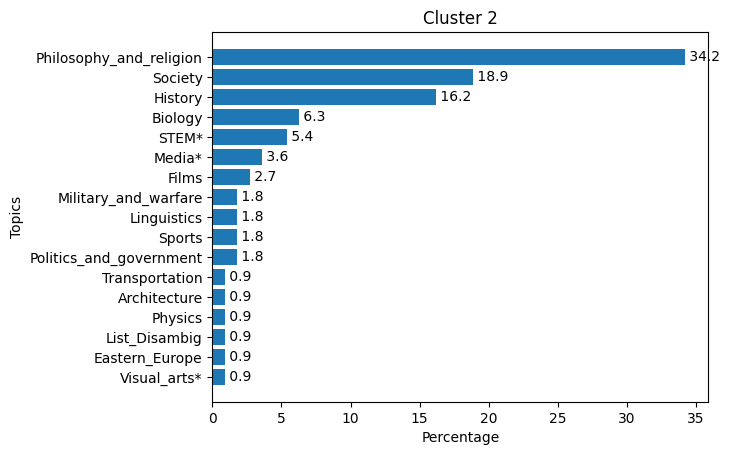 Cluster 2
Topics
Philosophy_and_religion 34.2
Society 18.9
History 16.2
Biology 6.3
STEM* 5.4
Media* 3.6
Films 2.7
Military_and_warfare 1.8
Linguistics 1.8
Sports 1.8
Politics_and_government 1.8
Transportation 0.9
Architecture 0.9
Physics 0.9
List_Disambig 0.9
Eastern_Europe 0.9
Visual_arts* 0.9
0 5 10 15 20 25 30 35
Percentage